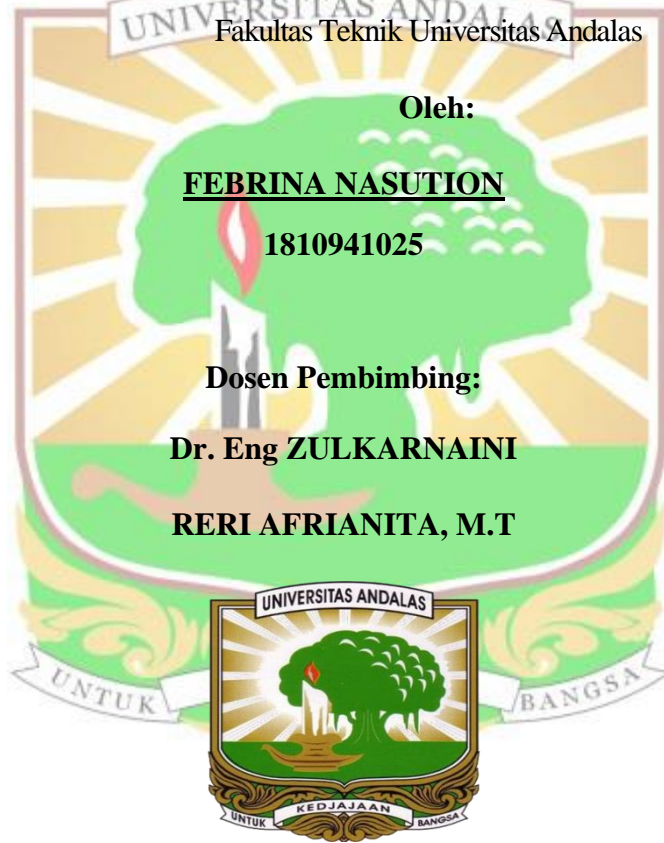 UNIVERSITAS ANDALAS
Fakultas Teknik Universitas Andalas
Oleh:
FEBRINA NASUTION
1810941025
Dosen Pembimbing:
Dr. Eng ZULKARNAINI
RERI AFRIANITA, M.T
UNIVERSITAS ANDALAS
UNTUK BANGSA
UNTUK KEDJAJAAN BANGSA